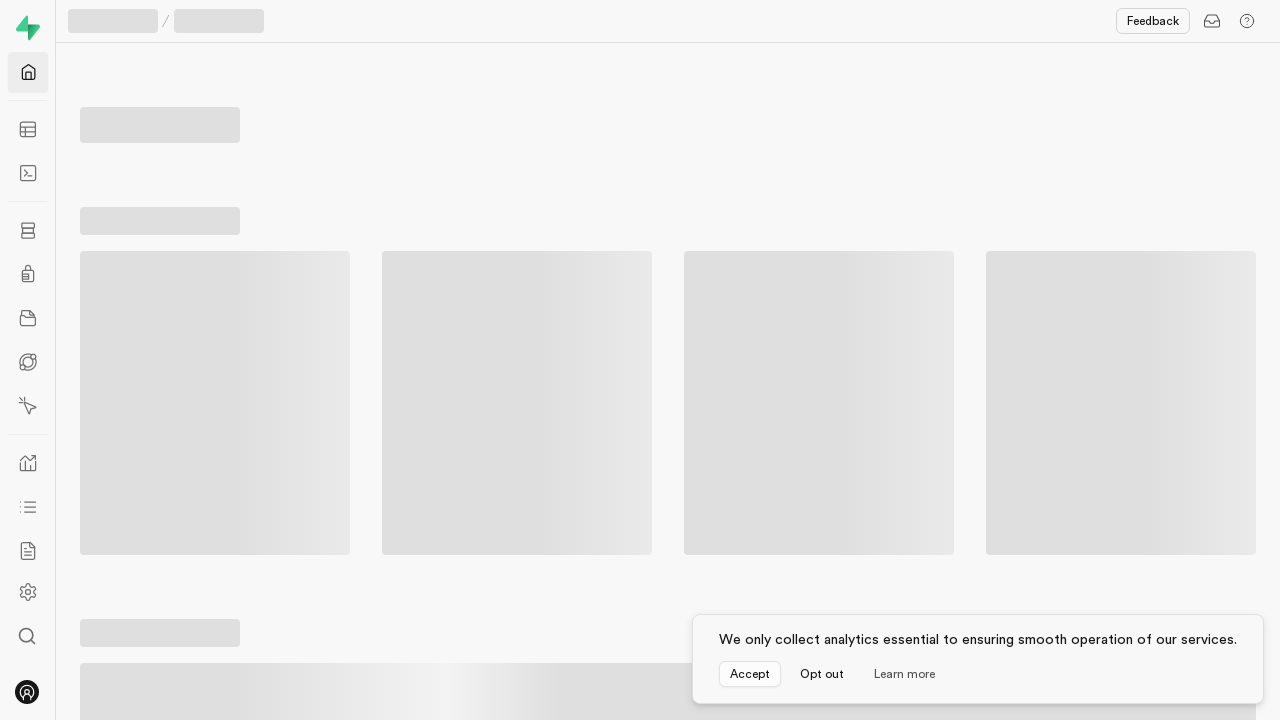 Feedback
We only collect analytics essential to ensuring smooth operation of our services.
Accept Opt out Learn more